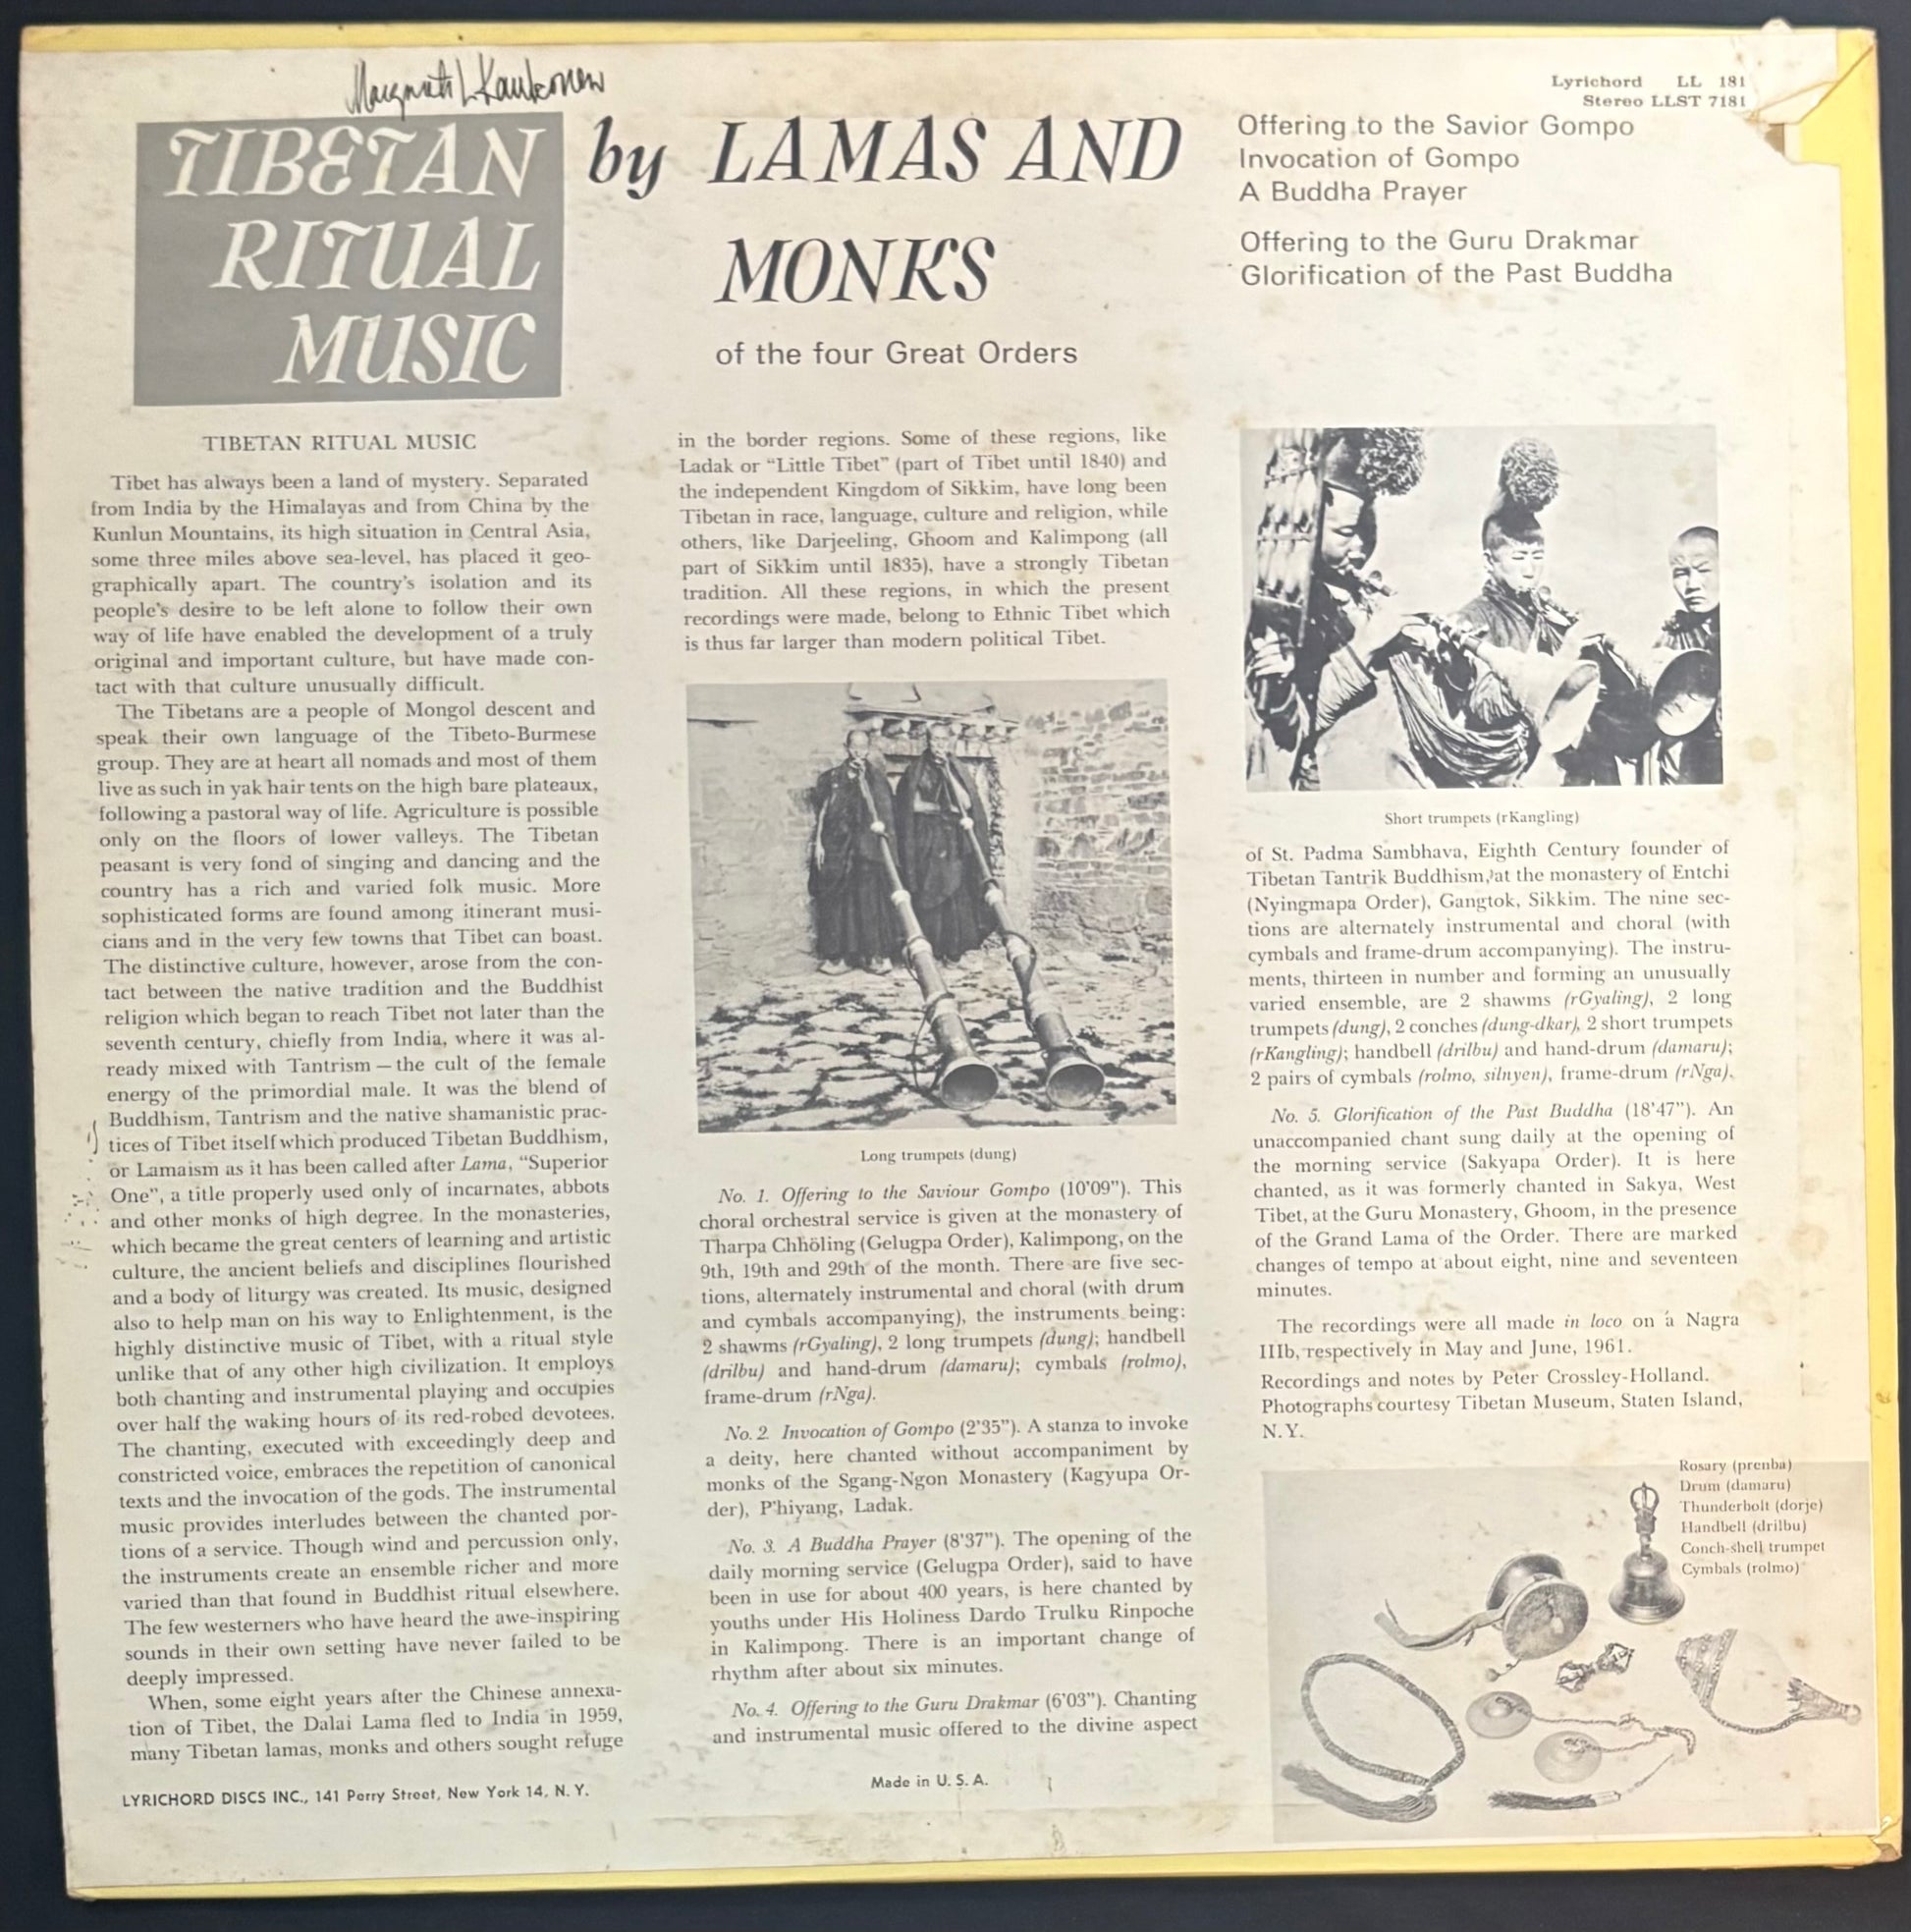 TIBETAN
RITUAL
MUSIC
by LAMAS AND
MONKS
of the four Great Orders
Lyrichord LL 181
Stereo LLST 7181
Offering to the Savior Gompo
Invocation of Gompo
A Buddha Prayer
Offering to the Guru Drakmar
Glorification of the Past Buddha
TIBETAN RITUAL MUSIC
Tibet has always been a land of mystery. Separated
from India by the Himalayas and from China by the
Kunlun Mountains, its high situation in Central Asia,
some three miles above sea-level, has placed it geo-
graphically apart. The country's isolation and its
people's desire to be left alone to follow their own
way of life have enabled the development of a truly
original and important culture, but have made con-
tact with that culture unusually difficult.
The Tibetans are a people of Mongol descent and
speak their own language of the Tibeto-Burmese
group. They are at heart all nomads and most of them
live as such in yak hair tents on the high bare plateaux,
following a pastoral way of life. Agriculture is possible
only on the floors of lower valleys. The Tibetan
peasant is very fond of singing and dancing and the
country has a rich and varied folk music. More
sophisticated forms are found among itinerant musi-
cians and in the very few towns that Tibet can boast.
The distinctive culture, however, arose from the con-
tact between the native tradition and the Buddhist
religion which began to reach Tibet not later than the
seventh century, chiefly from India, where it was al-
ready mixed with Tantrism — the cult of the female
energy of the primordial male. It was the blend of
Buddhism, Tantrism and the native shamanistic prac-
tices of Tibet itself which produced Tibetan Buddhism,
or Lamaism as it has been called after Lama, "Superior
One", a title properly used only of incarnates, abbots
and other monks of high degree. In the monasteries,
which became the great centers of learning and artistic
culture, the ancient beliefs and disciplines flourished
and a body of liturgy was created. Its music, designed
also to help man on his way to Enlightenment, is the
highly distinctive music of Tibet, with a ritual style
unlike that of any other high civilization. It employs
both chanting and instrumental playing and occupies
over half the waking hours of its red-robed devotees.
The chanting, executed with exceedingly deep and
constricted voice, embraces the repetition of canonical
texts and the invocation of the gods. The instrumental
music provides interludes between the chanted por-
tions of a service. Though wind and percussion only,
the instruments create an ensemble richer and more
varied than that found in Buddhist ritual elsewhere.
The few westerners who have heard the awe-inspiring
sounds in their own setting have never failed to be
deeply impressed.
When, some eight years after the Chinese annexa-
tion of Tibet, the Dalai Lama fled to India in 1959,
many Tibetan lamas, monks and others sought refuge
LYRICHORD DISCS INC., 141 Perry Street, New York 14, N. Y.
in the border regions. Some of these regions, like
Ladak or "Little Tibet" (part of Tibet until 1840) and
the independent Kingdom of Sikkim, have long been
Tibetan in race, language, culture and religion, while
others, like Darjeeling, Ghoom and Kalimpong (all
part of Sikkim until 1835), have a strongly Tibetan
tradition. All these regions, in which the present
recordings were made, belong to Ethnic Tibet which
is thus far larger than modern political Tibet.
Long trumpets (dung)
No. 1. Offering to the Saviour Gompo (10'09"). This
choral orchestral service is given at the monastery of
Tharpa Chhöling (Gelugpa Order), Kalimpong, on the
9th, 19th and 29th of the month. There are five sec-
tions, alternately instrumental and choral (with drum
and cymbals accompanying), the instruments being:
2 shawms (rGyaling), 2 long trumpets (dung); handbell
(drilbu) and hand-drum (damaru); cymbals (rolmo),
frame-drum (rNga).
No. 2. Invocation of Gompo (2'35"). A stanza to invoke
a deity, here chanted without accompaniment by
monks of the Sgang-Ngon Monastery (Kagyupa Or-
der), P'hiyang, Ladak.
No. 3. A Buddha Prayer (8'37"). The opening of the
daily morning service (Gelugpa Order), said to have
been in use for about 400 years, is here chanted by
youths under His Holiness Dardo Trulku Rinpoche
in Kalimpong. There is an important change of
rhythm after about six minutes.
No. 4. Offering to the Guru Drakmar (6'03"). Chanting
and instrumental music offered to the divine aspect
Made in U. S. A.
Short trumpets (rKangling)
of St. Padma Sambhava, Eighth Century founder of
Tibetan Tantrik Buddhism, at the monastery of Entchi
(Nyingmapa Order), Gangtok, Sikkim. The nine sec-
tions are alternately instrumental and choral (with
cymbals and frame-drum accompanying). The instru-
ments, thirteen in number and forming an unusually
varied ensemble, are 2 shawms (rGyaling), 2 long
trumpets (dung), 2 conches (dung-dkar), 2 short trumpets
(rKangling); handbell (drilbu) and hand-drum (damaru);
2 pairs of cymbals (rolmo, silnyen), frame-drum (rNga).
No. 5. Glorification of the Past Buddha (18'47"). An
unaccompanied chant sung daily at the opening of
the morning service (Sakyapa Order). It is here
chanted, as it was formerly chanted in Sakya, West
Tibet, at the Guru Monastery, Ghoom, in the presence
of the Grand Lama of the Order. There are marked
changes of tempo at about eight, nine and seventeen
minutes.
The recordings were all made in loco on a Nagra
IIIb, respectively in May and June, 1961.
Recordings and notes by Peter Crossley-Holland.
Photographs courtesy Tibetan Museum, Staten Island,
N.Y.
Rosary (prenba)
Drum (damaru)
Thunderbolt (dorje)
Handbell (drilbu)
Conch-shell trumpet
Cymbals (rolmo)